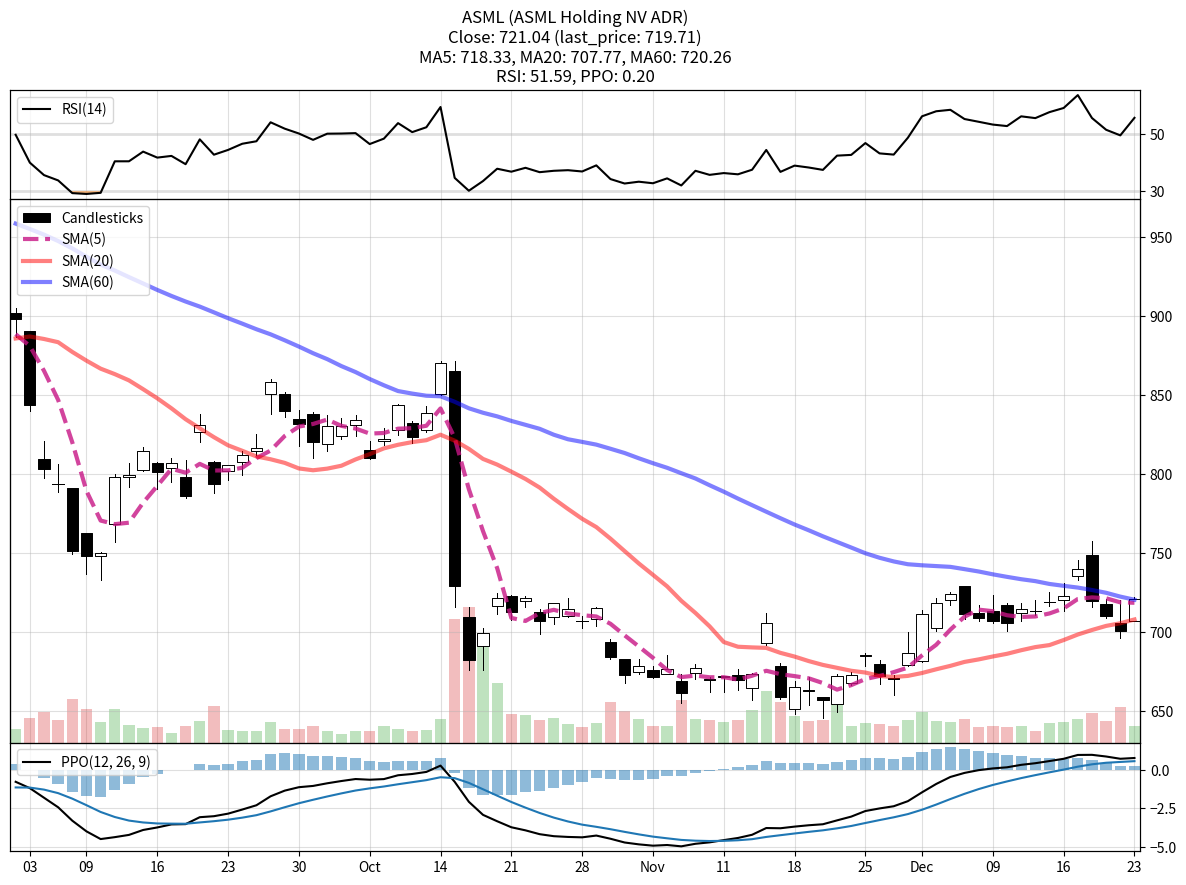 ASML (ASML Holding NV ADR)
Close: 721.04 (last_price: 719.71)
MA5: 718.33, MA20: 707.77, MA60: 720.26
RSI: 51.59, PPO: 0.20
RSI(14)
50
30
Candlesticks
SMA(5)
SMA(20)
SMA(60)
950
900
850
800
750
700
650
PPO(12, 26, 9)
0.0
−2.5
−5.0
03 09 16 23 30 Oct 14 21 28 Nov 11 18 25 Dec 09 16 23